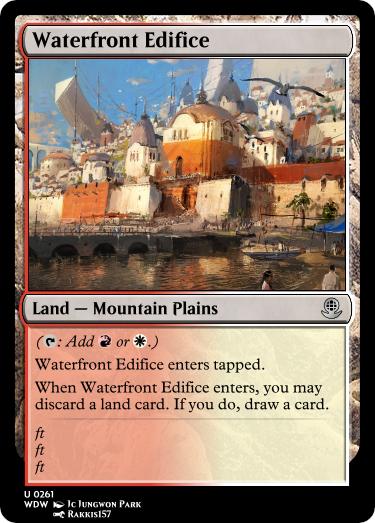 Waterfront Edifice
Land — Mountain Plains
(: Add or .)
Waterfront Edifice enters tapped.
When Waterfront Edifice enters, you may
discard a land card. If you do, draw a card.
ft
ft
ft
U 0261
WDW Jc Jungwon Park
Rakkis157